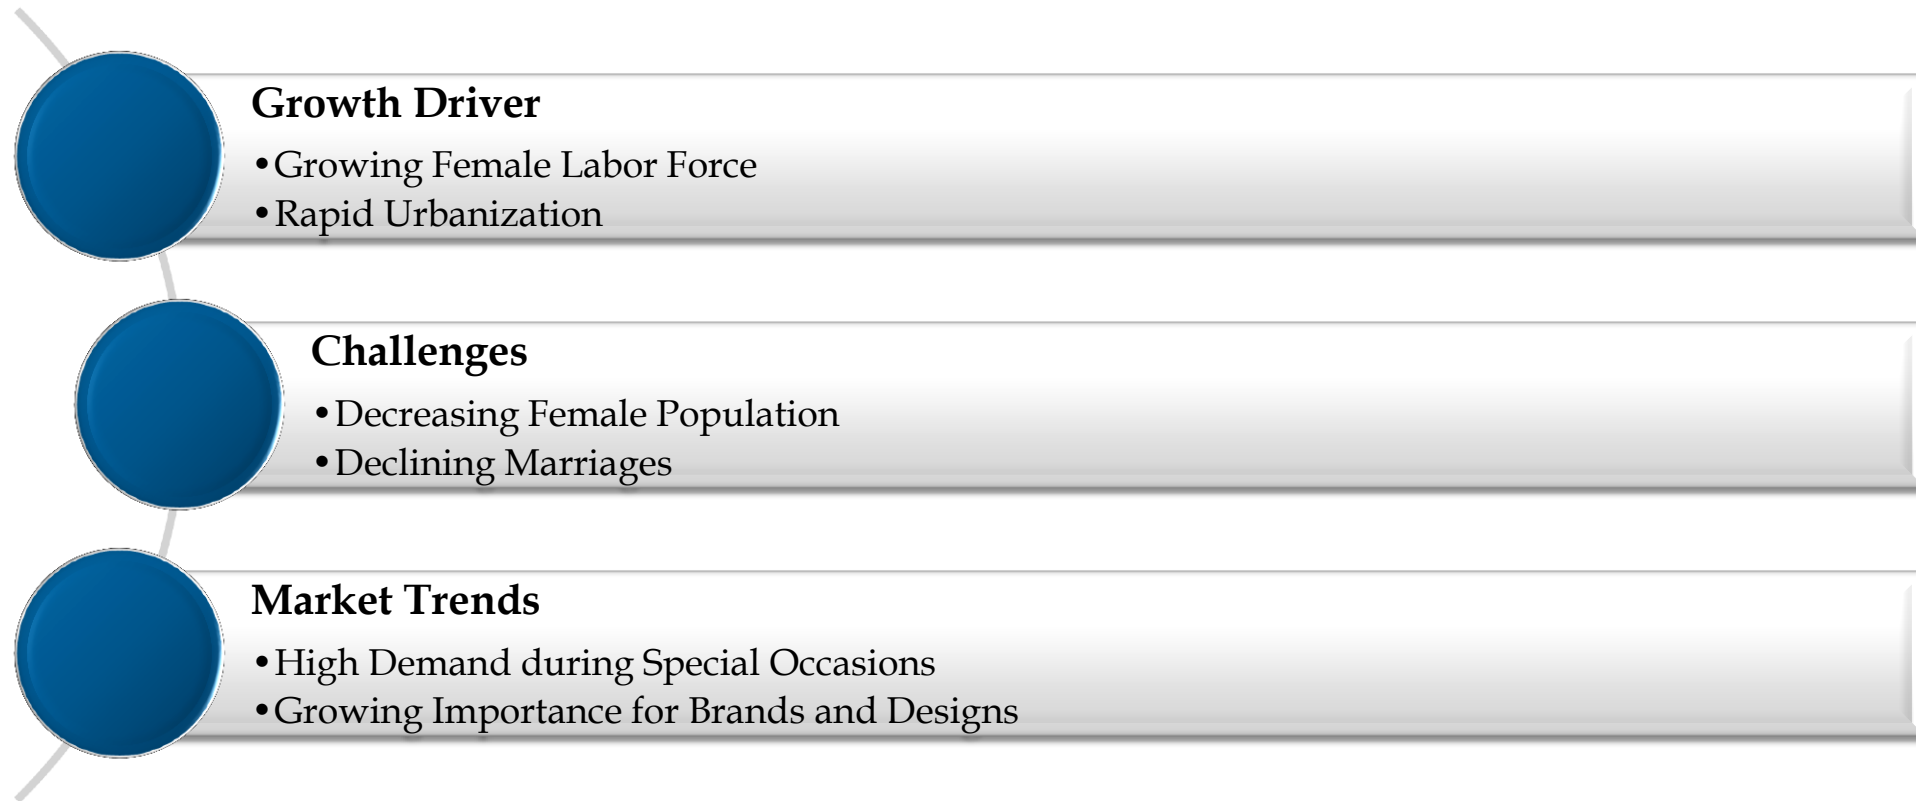 Growth Driver
•Growing Female Labor Force
•Rapid Urbanization
Challenges
•Decreasing Female Population
•Declining Marriages
Market Trends
•High Demand during Special Occasions
•Growing Importance for Brands and Designs